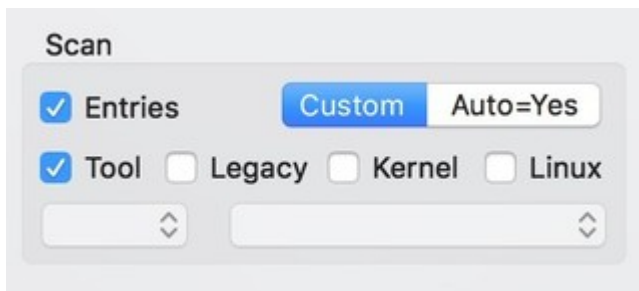 Scan
Entries Custom Auto=Yes
Tool Legacy Kernel Linux